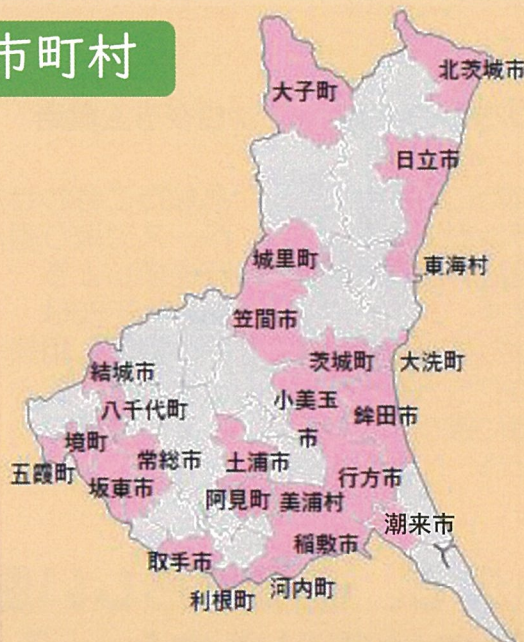 市町村
大子町
北茨城市
日立市
城里町
東海村
笠間市
茨城町
大洗町
結城市
小美玉
市
八千代町
鉾田市
境町
常総市
土浦市
五霞町
坂東市
行方市
阿見町
美浦村
潮来市
稲敷市
取手市
利根町
河内町